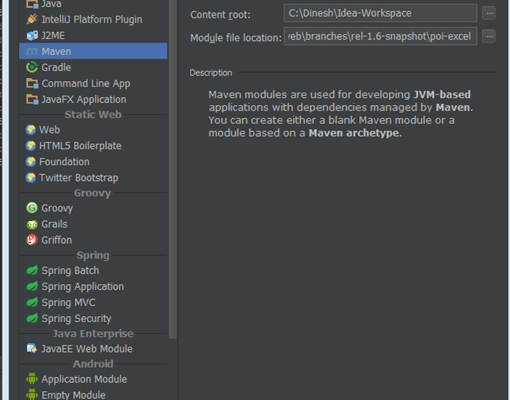 Java
IntelliJ Platform Plugin
J2ME
Maven
Gradle
Command Line App
JavaFX Application
Static Web
Web
HTML5 Boilerplate
Foundation
Twitter Bootstrap
Groovy
Groovy
Grails
Griffon
Spring
Spring Batch
Spring Application
Spring MVC
Spring Security
Java Enterprise
JavaEE Web Module
Android
Application Module
Empty Module
Content root: C:\Dinesh\Idea-Workspace ...
Module file location: eb\branches\rel-1.6-snapshot\poi-excel ...
Description
Maven modules are used for developing JVM-based
applications with dependencies managed by Maven.
You can create either a blank Maven module or a
module based on a Maven archetype.